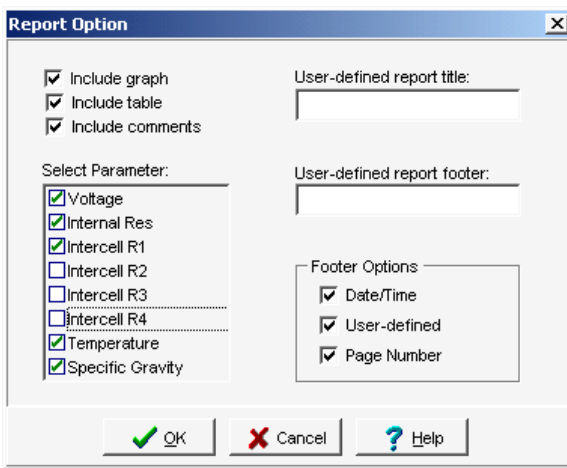 Report Option
Include graph
Include table
Include comments
User-defined report title:
Select Parameter:
Voltage
Internal Res
Intercell R1
Intercell R2
Intercell R3
Intercell R4
Temperature
Specific Gravity
User-defined report footer:
Footer Options
Date/Time
User-defined
Page Number
OK
Cancel
Help